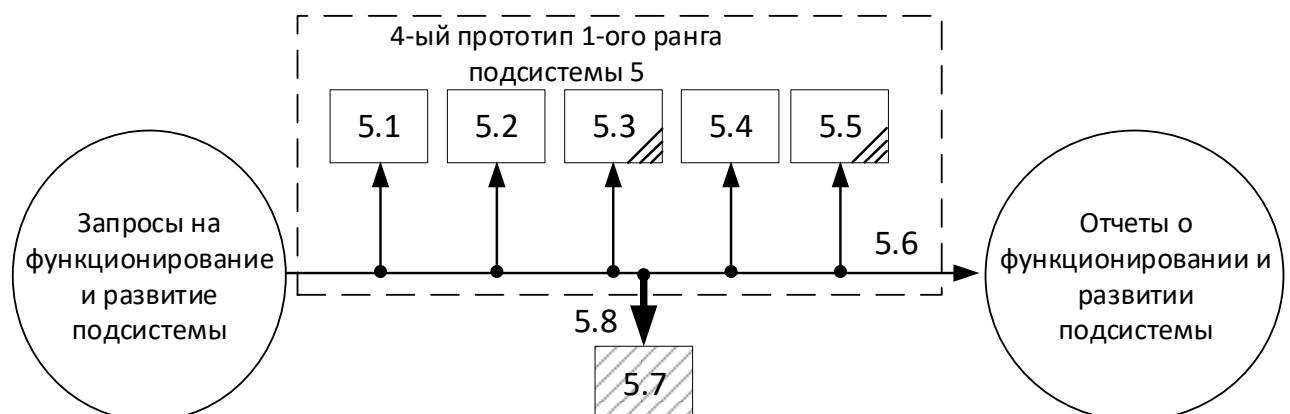 4-ый прототип 1-ого ранга
подсистемы 5
5.1 5.2 5.3 5.4 5.5
Запросы на
функционирование
и развитие
подсистемы
5.6
Отчеты о
функционировании и
развитии
подсистемы
5.8
5.7